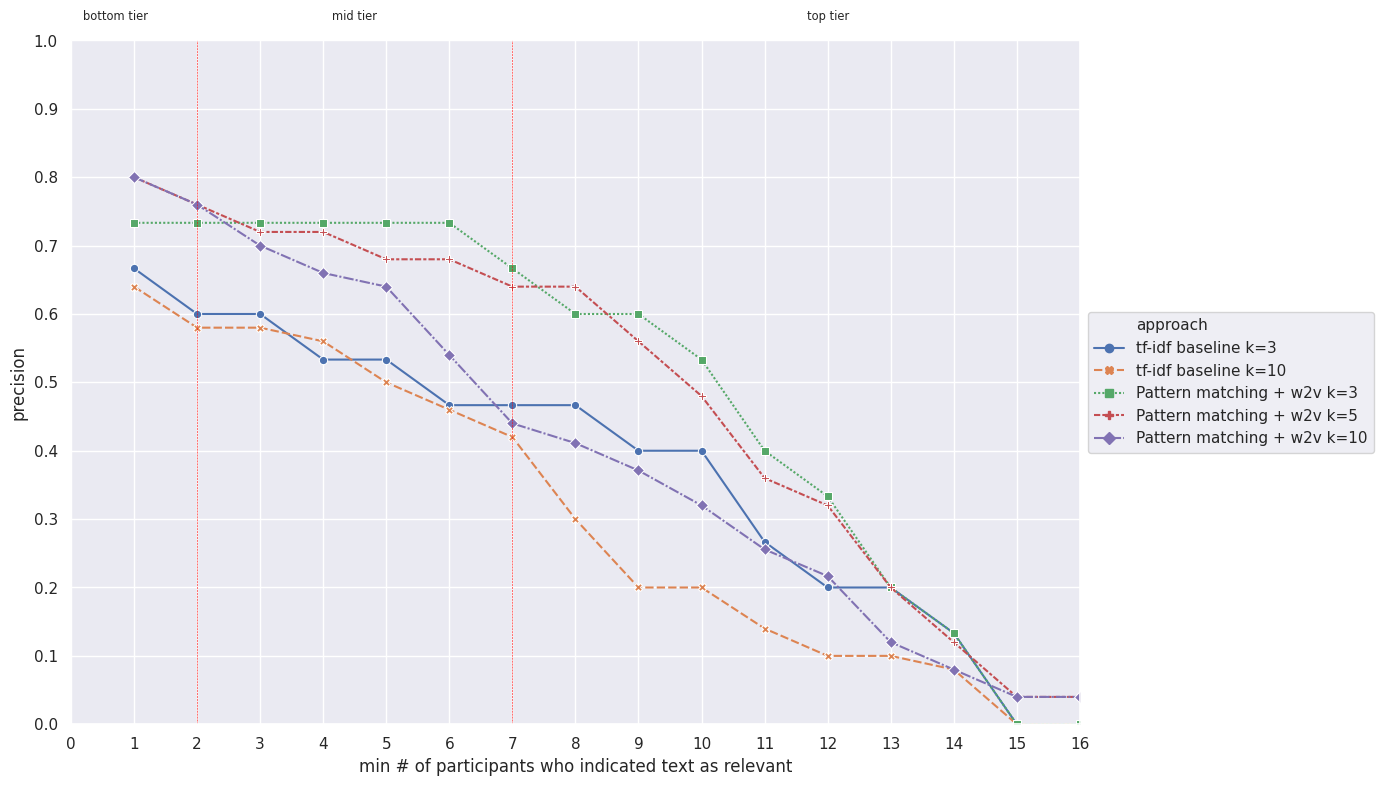 bottom tier mid tier top tier
1.0
0.9
0.8
0.7
0.6
0.5
0.4
0.3
0.2
0.1
0.0
precision
0 1 2 3 4 5 6 7 8 9 10 11 12 13 14 15 16
min # of participants who indicated text as relevant
approach
tf-idf baseline k=3
tf-idf baseline k=10
Pattern matching + w2v k=3
Pattern matching + w2v k=5
Pattern matching + w2v k=10